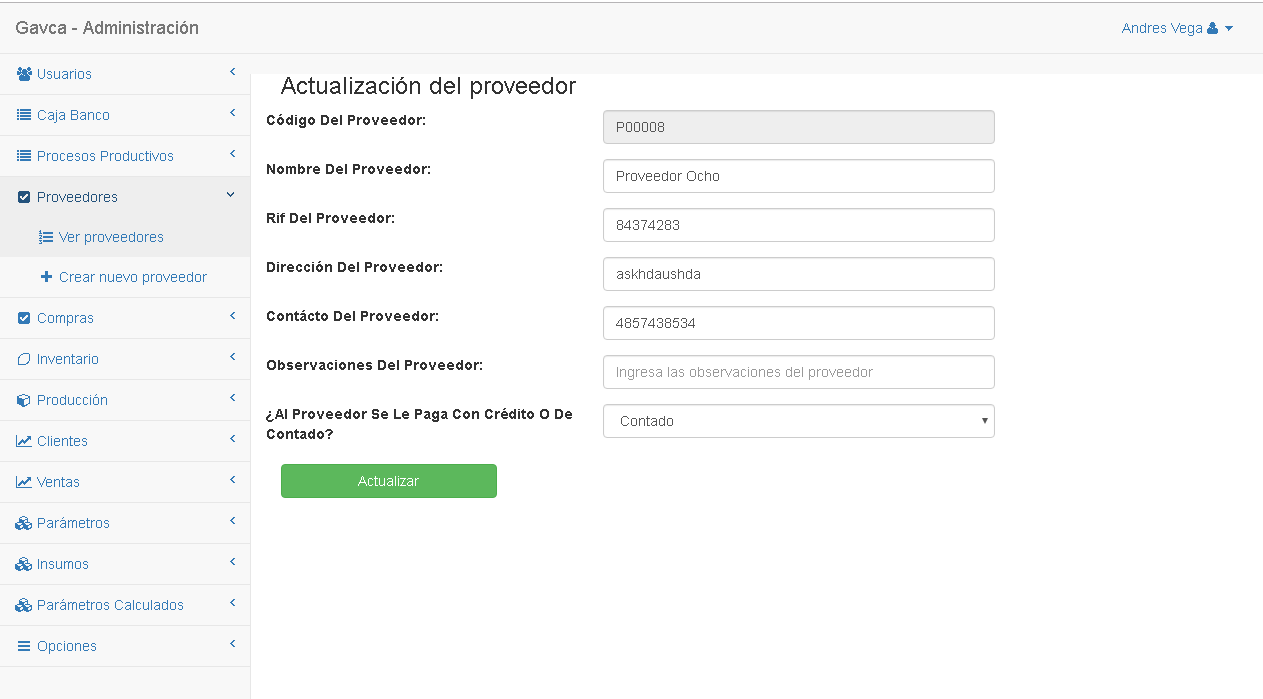 Gavca - Administración
Andres Vega
Usuarios
Caja Banco
Procesos Productivos
Proveedores
Ver proveedores
Crear nuevo proveedor
Compras
Inventario
Producción
Clientes
Ventas
Parámetros
Insumos
Parámetros Calculados
Opciones
Actualización del proveedor
Código Del Proveedor:
P00008
Nombre Del Proveedor:
Proveedor Ocho
Rif Del Proveedor:
84374283
Dirección Del Proveedor:
askhdaushda
Contácto Del Proveedor:
4857438534
Observaciones Del Proveedor:
Ingresa las observaciones del proveedor
¿Al Proveedor Se Le Paga Con Crédito O De
Contado?
Contado
Actualizar